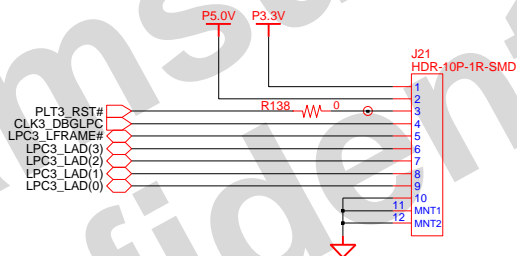 P5.0V P3.3V
J21
HDR-10P-1R-SMD
1
2
PLT3_RST# R138 0 3
CLK3_DBGLPC 4
LPC3_LFRAME# 5
LPC3_LAD(3) 6
LPC3_LAD(2) 7
LPC3_LAD(1) 8
LPC3_LAD(0) 9
10
11 MNT1
12 MNT2